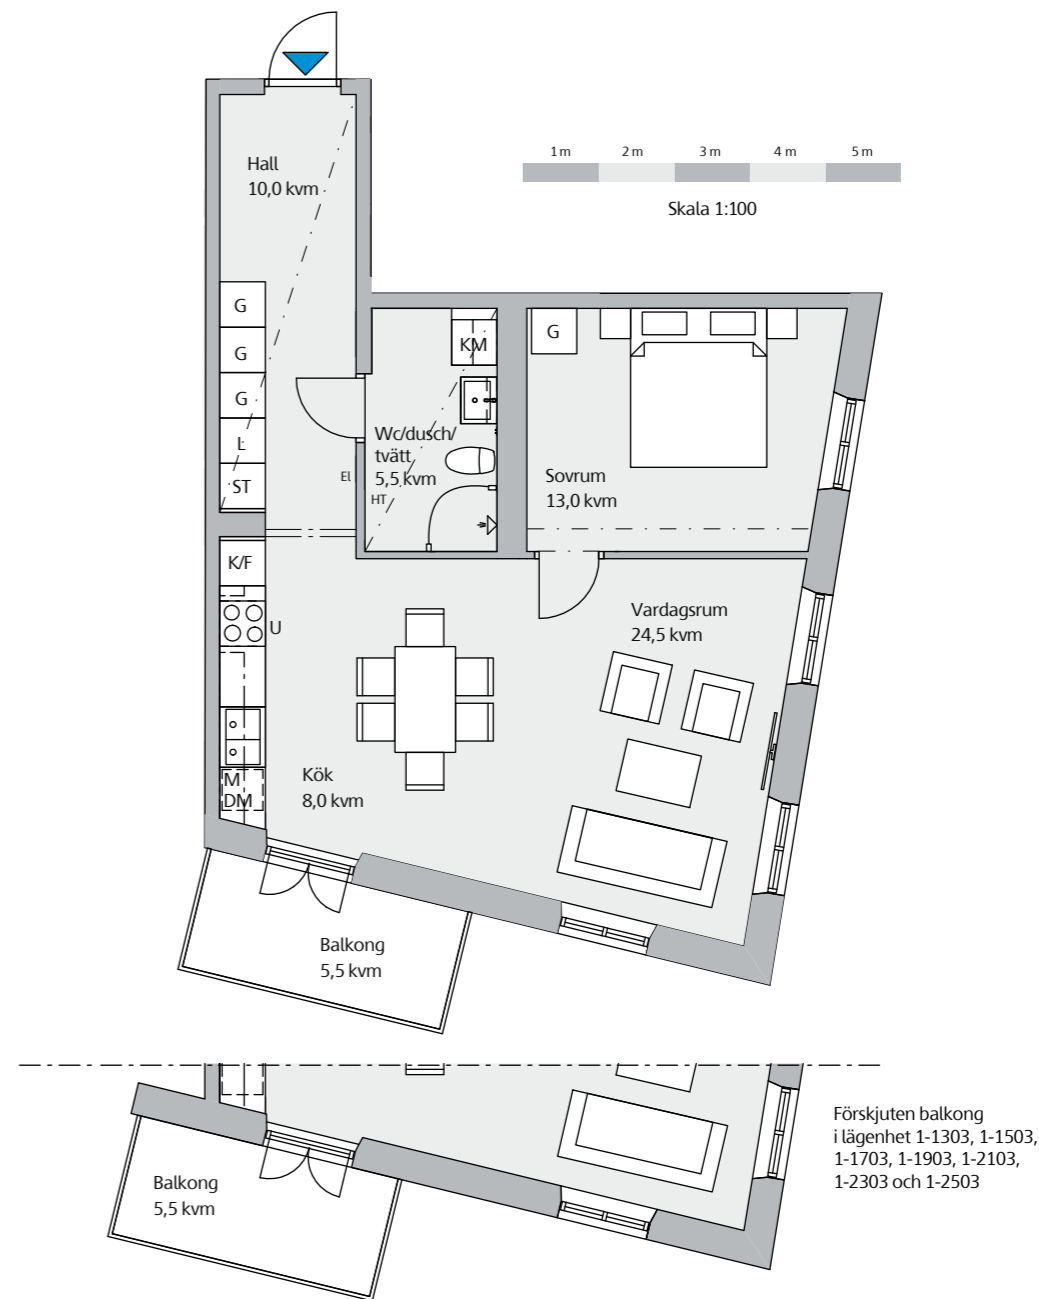 Hall
10,0 kvm
1 m 2 m 3 m 4 m 5 m
Skala 1:100
G
G
G
L
ST
KM
G
Wc/dusch/
tvätt
5,5 kvm
El
HT
Sovrum
13,0 kvm
K/F
U
Vardagsrum
24,5 kvm
M
DM
Kök
8,0 kvm
Balkong
5,5 kvm
Balkong
5,5 kvm
Förskjuten balkong
i lägenhet 1-1303, 1-1503,
1-1703, 1-1903, 1-2103,
1-2303 och 1-2503